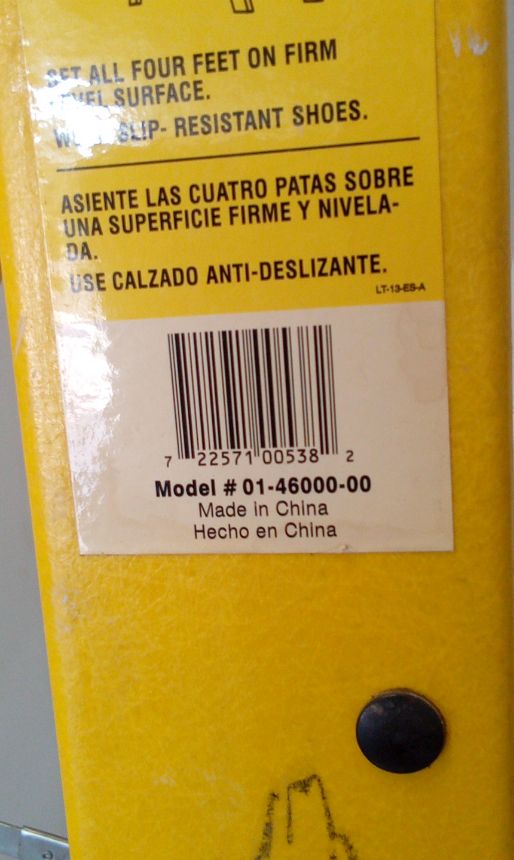 SET ALL FOUR FEET ON FIRM
LEVEL SURFACE.
WEAR SLIP- RESISTANT SHOES.
ASIENTE LAS CUATRO PATAS SOBRE
UNA SUPERFICIE FIRME Y NIVELA-
DA.
USE CALZADO ANTI-DESLIZANTE.
LT-13-ES-A
7 22571 00538 2
Model # 01-46000-00
Made in China
Hecho en China